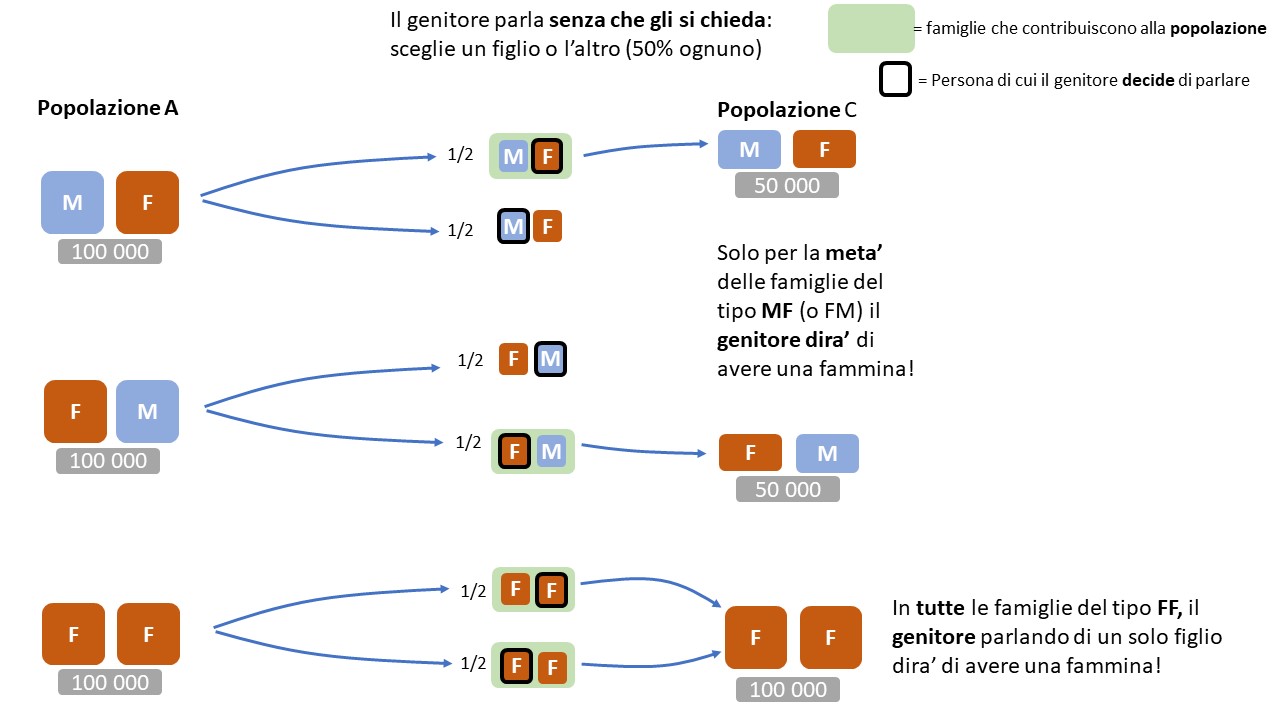 Il genitore parla senza che gli si chieda:
sceglie un figlio o l’altro (50% ognuno)
= famiglie che contribuiscono alla popolazione
= Persona di cui il genitore decide di parlare
Popolazione A
Popolazione C
M F
100 000
1/2 M F
1/2 M F
M F
50 000
Solo per la meta’
delle famiglie del
tipo MF (o FM) il
genitore dira’ di
avere una fammina!
F M
100 000
1/2 F M
1/2 F M
F M
50 000
F F
100 000
1/2 F F
1/2 F F
F F
100 000
In tutte le famiglie del tipo FF, il
genitore parlando di un solo figlio
dira’ di avere una fammina!